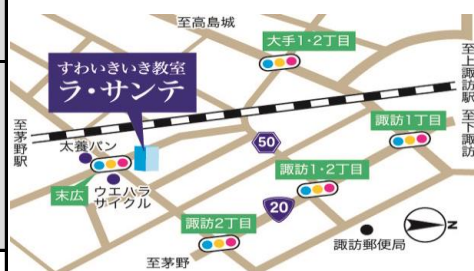 至高島城
大手1・2丁目
至上諏訪駅
至下諏訪
すわいきいき教室
ラ・サンテ
諏訪1丁目
至茅野駅
太養パン
50
諏訪1・2丁目
末広
ウエハラ
サイクル
20
諏訪2丁目
諏訪郵便局
N
至茅野